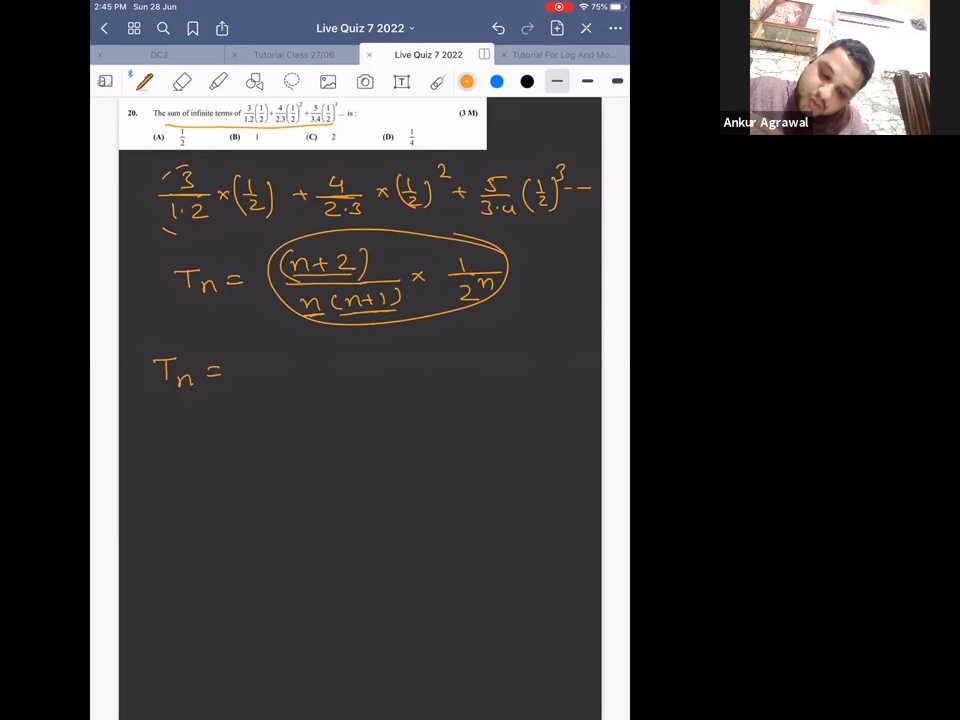 2:45 PM Sun 28 Jun
75%
Live Quiz 7 2022
DC2
Tutorial Class 27/06
Live Quiz 7 2022
Tutorial For Log And Mo...
20. The sum of infinite terms of 3/1.2 (1/2) + 4/2.3 (1/2)² + 5/3.4 (1/2)³ ... is : (3 M)
(A) 1/2 (B) 1 (C) 2 (D) 1/4
3/1·2 × (1/2) + 4/2·3 × (1/2)² + 5/3·4 (1/2)³ --
Tn = (n+2)/n(n+1) × 1/2ⁿ
Tn =
Ankur Agrawal